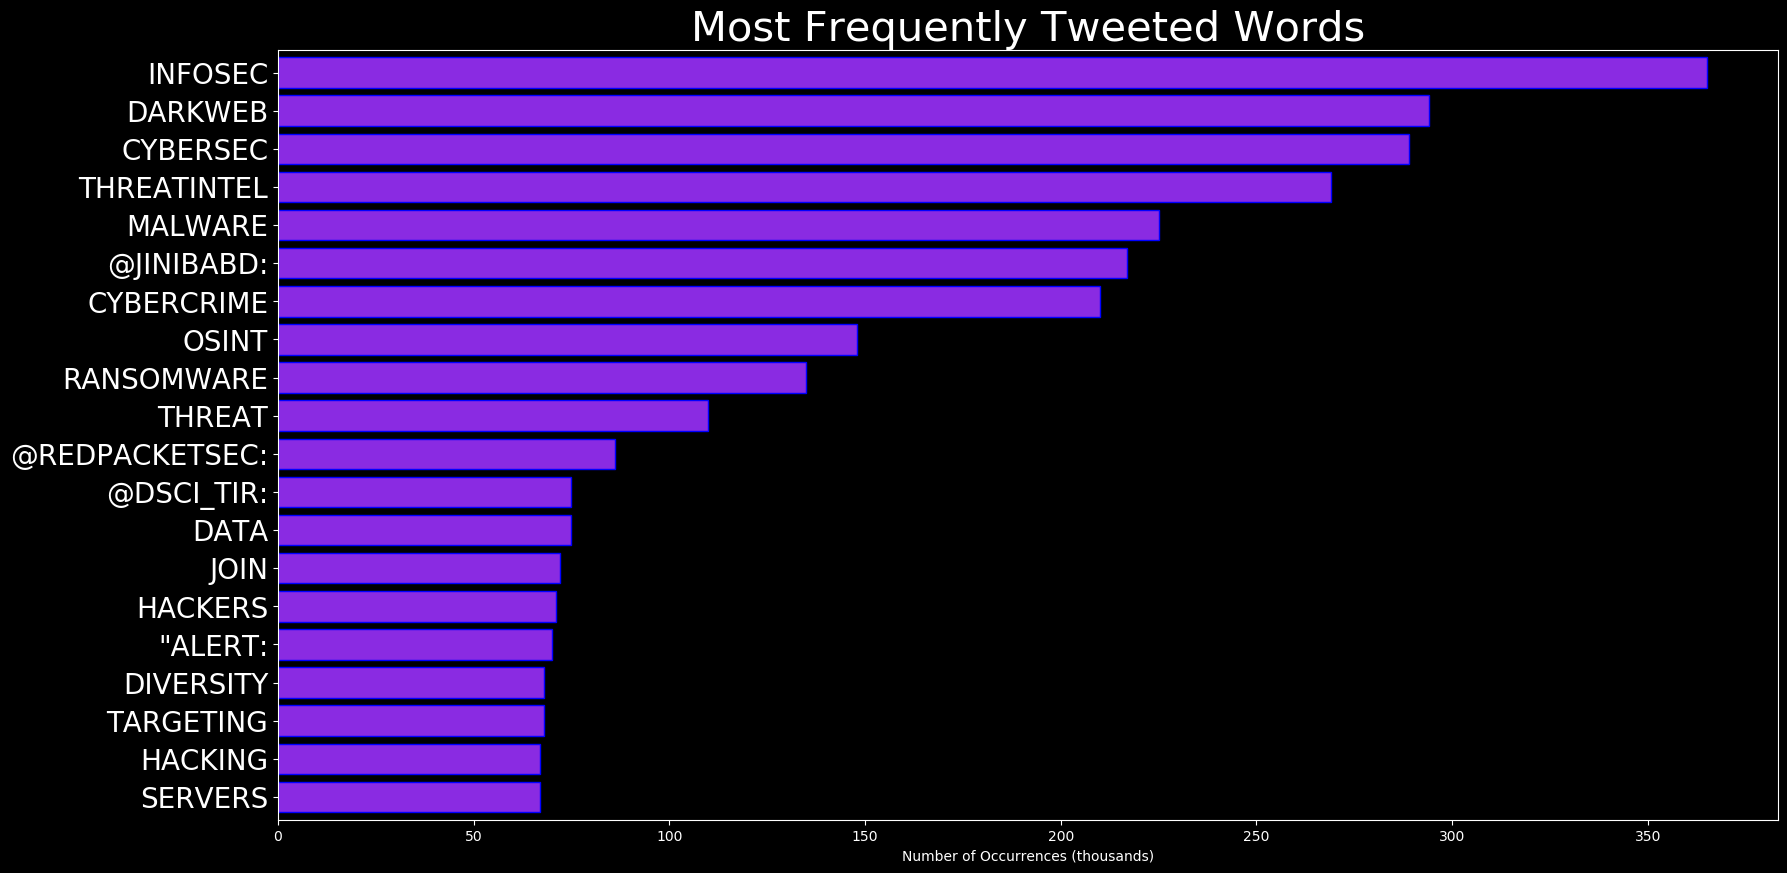 Most Frequently Tweeted Words
INFOSEC
DARKWEB
CYBERSEC
THREATINTEL
MALWARE
@JINIBABD:
CYBERCRIME
OSINT
RANSOMWARE
THREAT
@REDPACKETSEC:
@DSCI_TIR:
DATA
JOIN
HACKERS
"ALERT:
DIVERSITY
TARGETING
HACKING
SERVERS
0 50 100 150 200 250 300 350
Number of Occurrences (thousands)